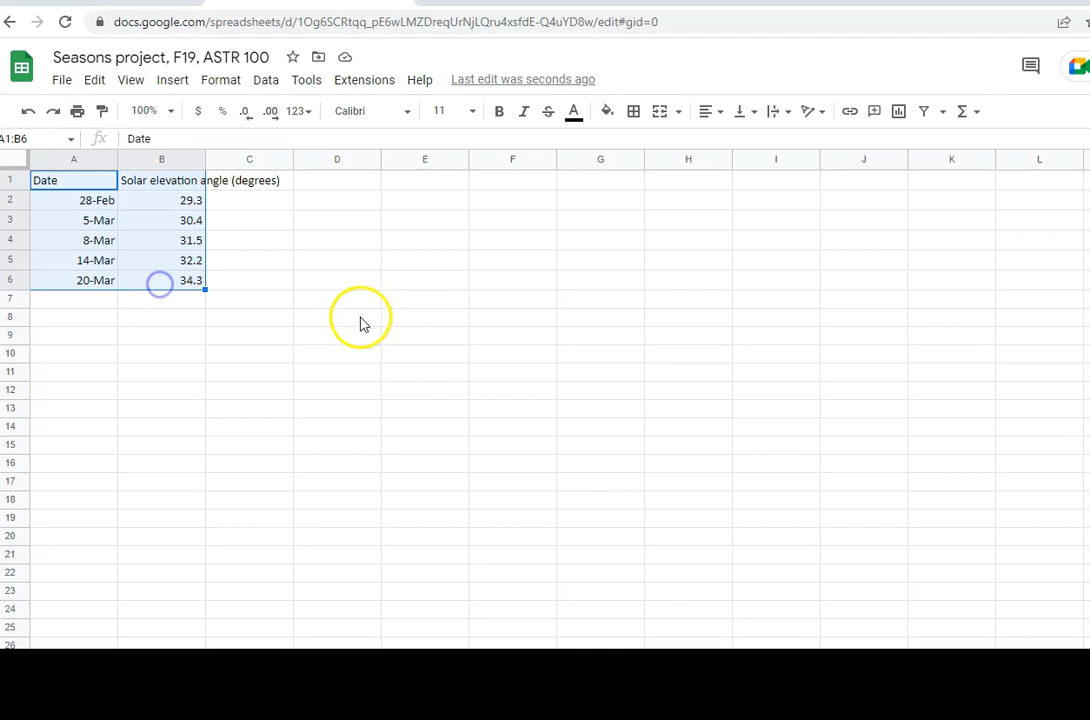 docs.google.com/spreadsheets/d/1Og6SCRtqq_pE6wLMZDreqUrNjLQru4xsfdE-Q4uYD8w/edit#gid=0
Seasons project, F19, ASTR 100
File Edit View Insert Format Data Tools Extensions Help Last edit was seconds ago
100% $ % .0 .00 123 Calibri 11 B I S A
A1:B6 fx Date
A B C D E F G H I J K L
1 Date Solar elevation angle (degrees)
2 28-Feb 29.3
3 5-Mar 30.4
4 8-Mar 31.5
5 14-Mar 32.2
6 20-Mar 34.3
7
8
9
10
11
12
13
14
15
16
17
18
19
20
21
22
23
24
25
26